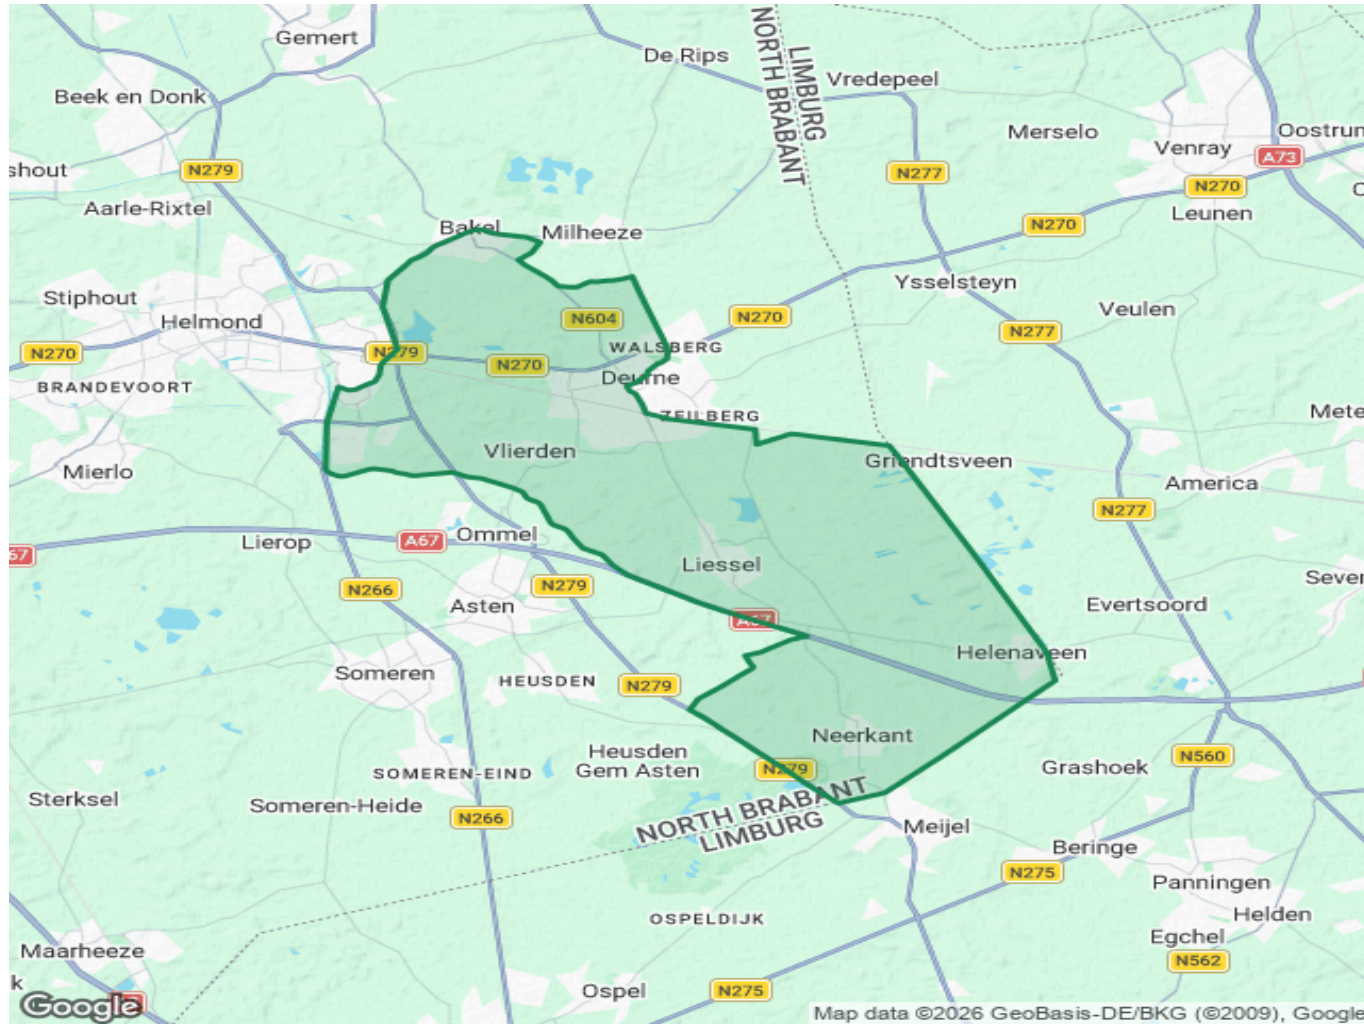 Gemert
De Rips
NORTH BRABANT
LIMBURG
Vredepeel
Beek en Donk
Merselo
Oostrum
Venray
A73
shout
N279
N277
N270
Aarle-Rixtel
Leunen
Bakel
Milheeze
N270
Ysselsteyn
Stiphout
Helmond
N604
N270
Veulen
N277
N270
N279
N270
WALSBERG
BRANDEVOORT
Deurne
ZEILBERG
Mete
Mierlo
Vlierden
Griendtsveen
America
N277
Lierop
A67
Ommel
67
Liessel
N266
N279
Asten
Sever
Evertsoord
A67
Someren
HEUSDEN
N279
Helenaveen
Neerkant
Heusden
Gem Asten
N279
N560
Grashoek
SOMEREN-EIND
Sterksel
Someren-Heide
N266
NORTH BRABANT
LIMBURG
Meijel
Beringe
N275
Panningen
OSPELDIJK
Helden
Maarheeze
Egchel
N562
k
Ospel
N275
Google
Map data ©2026 GeoBasis-DE/BKG (©2009), Google